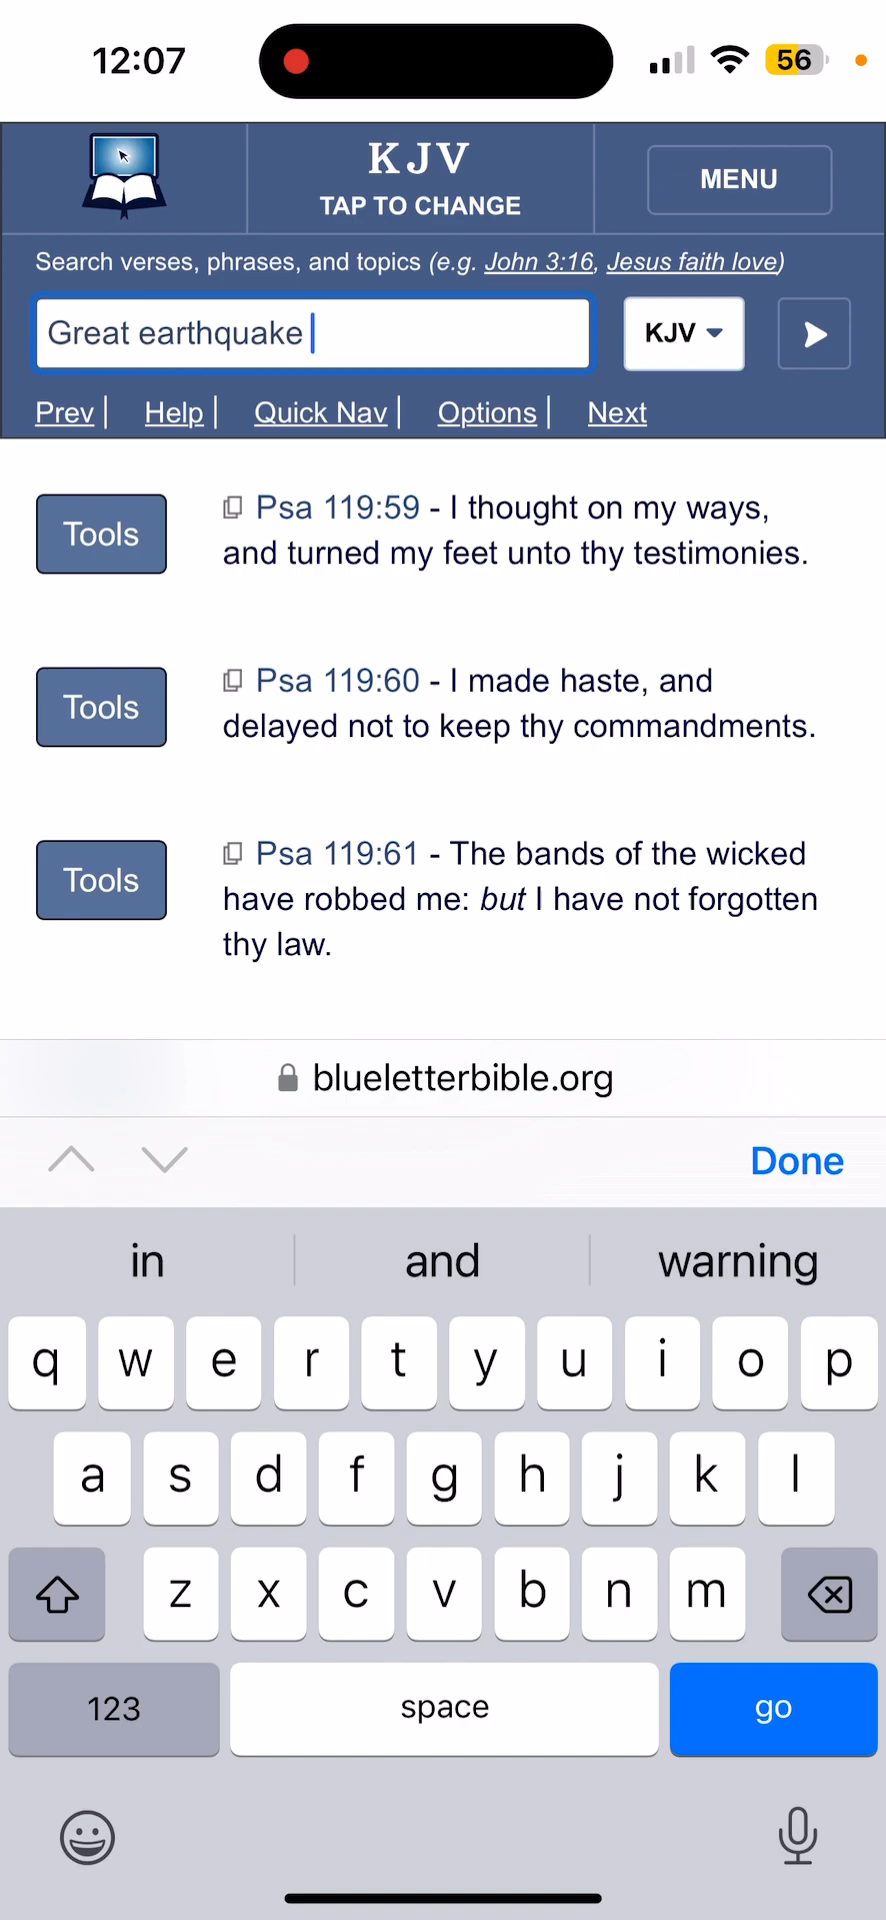 12:07
56
KJV
TAP TO CHANGE
MENU
Search verses, phrases, and topics (e.g. John 3:16, Jesus faith love)
Great earthquake
KJV
Prev | Help | Quick Nav | Options | Next
Tools
Psa 119:59 - I thought on my ways,
and turned my feet unto thy testimonies.
Tools
Psa 119:60 - I made haste, and
delayed not to keep thy commandments.
Tools
Psa 119:61 - The bands of the wicked
have robbed me: but I have not forgotten
thy law.
blueletterbible.org
Done
in and warning
q w e r t y u i o p
a s d f g h j k l
z x c v b n m
123 space go